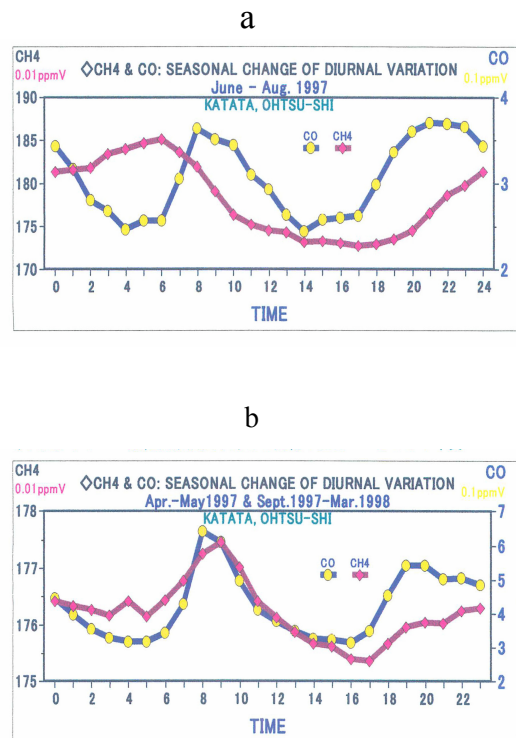 a
CH4 CO
0.01ppmV ◇CH4 & CO: SEASONAL CHANGE OF DIURNAL VARIATION 0.1ppmV
June - Aug. 1997
190 KATATA, OHTSU-SHI 4
185 CO CH4
180 3
175
170 2
0 2 4 6 8 10 12 14 16 18 20 22 24
TIME
b
CH4 CO
0.01ppmV ◇CH4 & CO: SEASONAL CHANGE OF DIURNAL VARIATION 0.1ppmV
Apr.-May1997 & Sept.1997-Mar.1998
178 KATATA, OHTSU-SHI 7
6
177 CO CH4
5
176 4
3
175 2
0 2 4 6 8 10 12 14 16 18 20 22
TIME